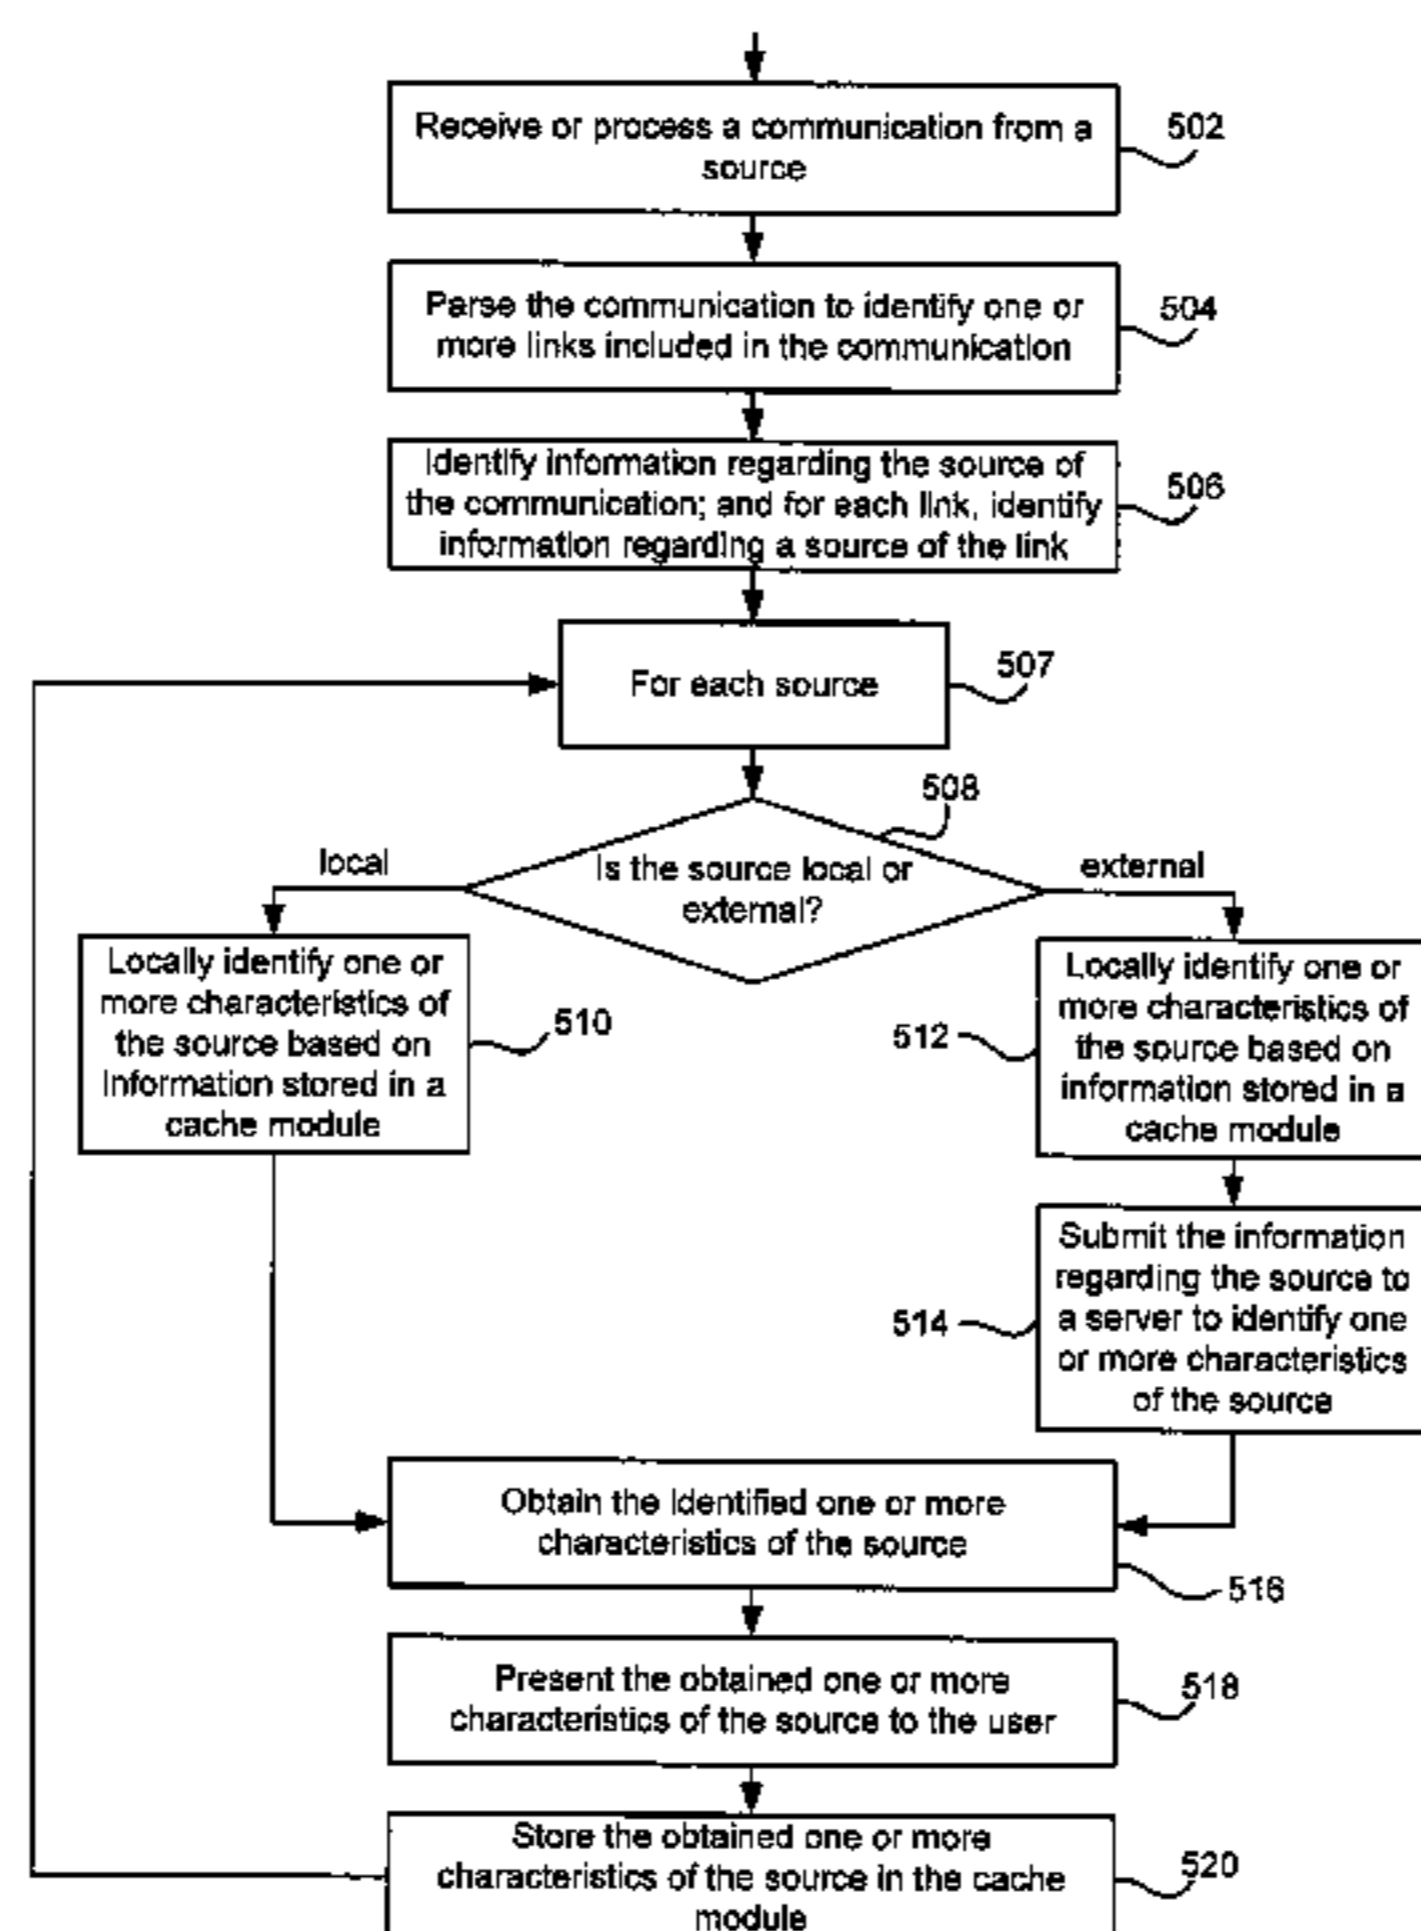 Receive or process a communication from a
source
502
Parse the communication to identify one or
more links included in the communication
504
Identify information regarding the source of
the communication; and for each link, identify
information regarding a source of the link
506
For each source
507
508
Is the source local or
external?
local
external
Locally identify one or
more characteristics of
the source based on
Information stored in a
cache module
510
Locally identify one or
more characteristics of
the source based on
information stored in a
cache module
512
Submit the information
regarding the source to
a server to identify one
or more characteristics
of the source
514
Obtain the identified one or more
characteristics of the source
516
Present the obtained one or more
characteristics of the source to the user
518
Store the obtained one or more
characteristics of the source in the cache
module
520